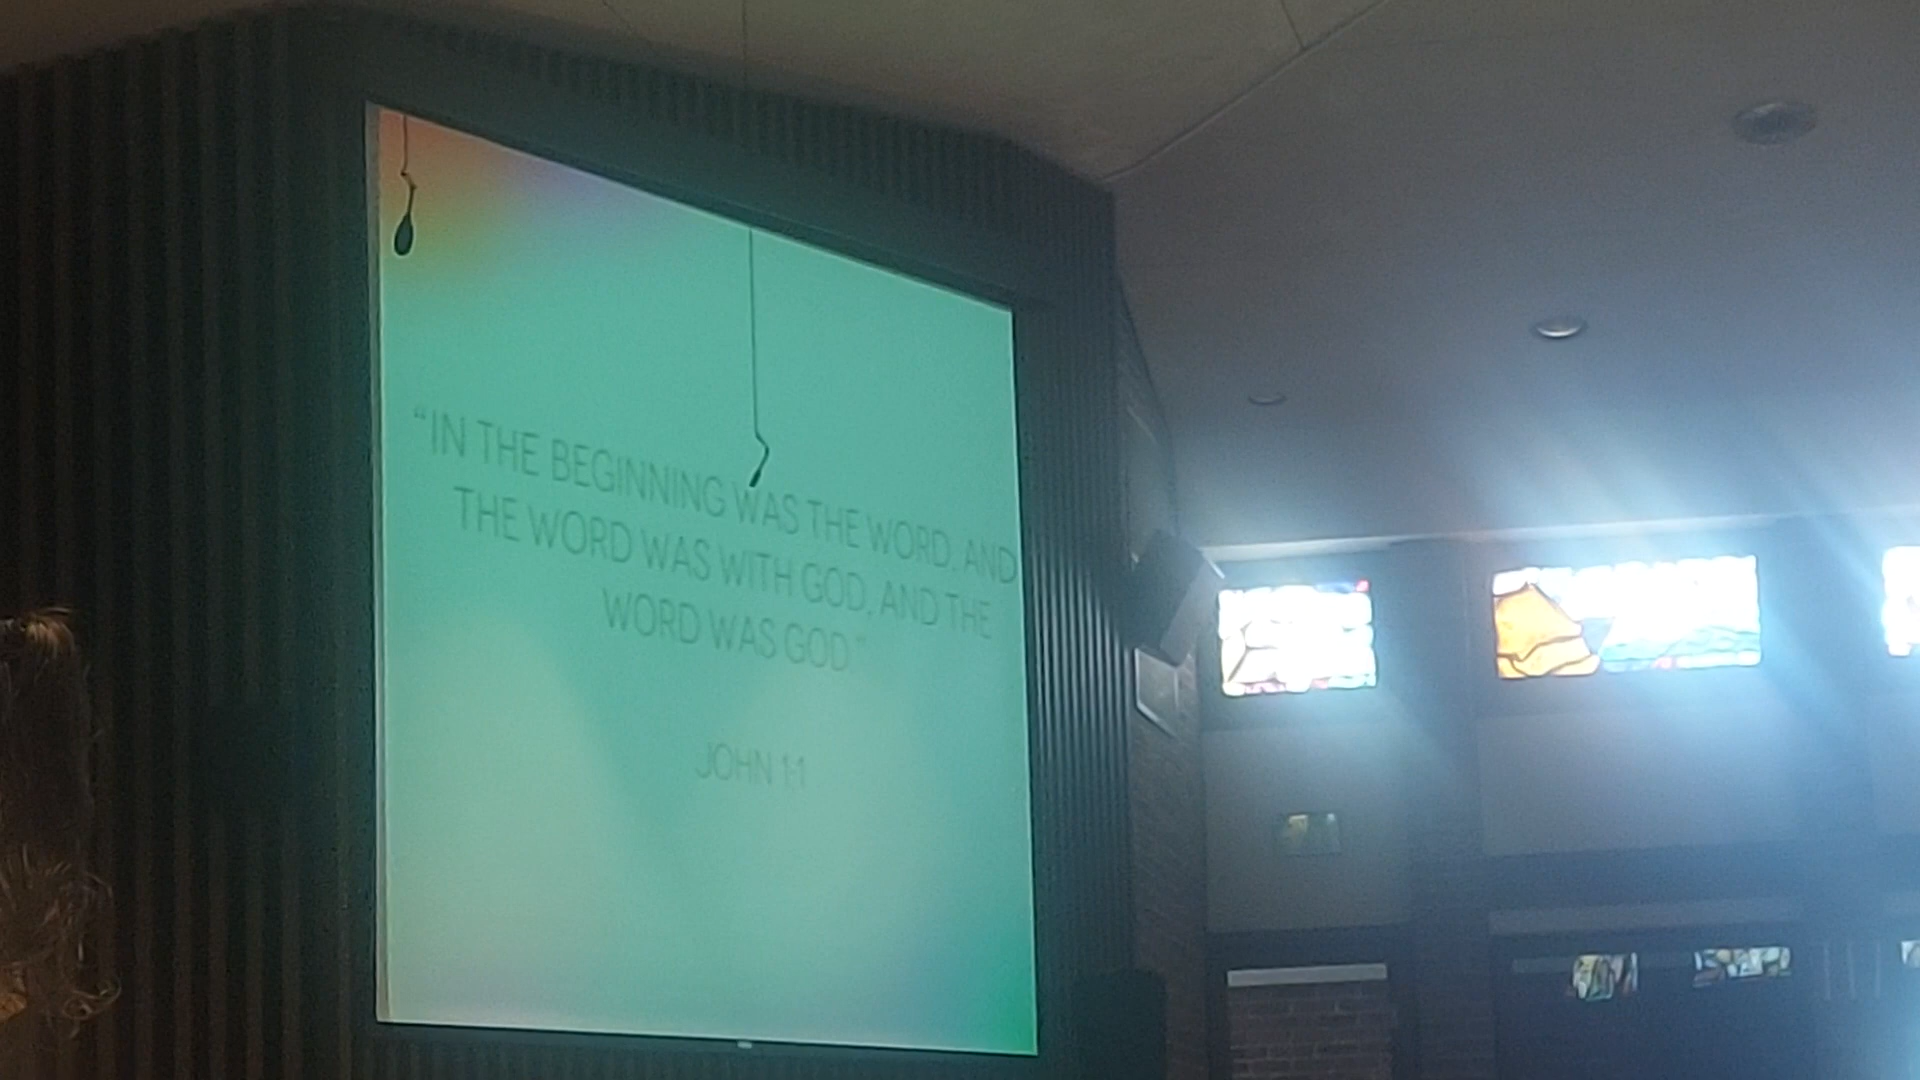 “IN THE BEGINNING WAS THE WORD, AND
THE WORD WAS WITH GOD, AND THE
WORD WAS GOD.”
JOHN 1:1